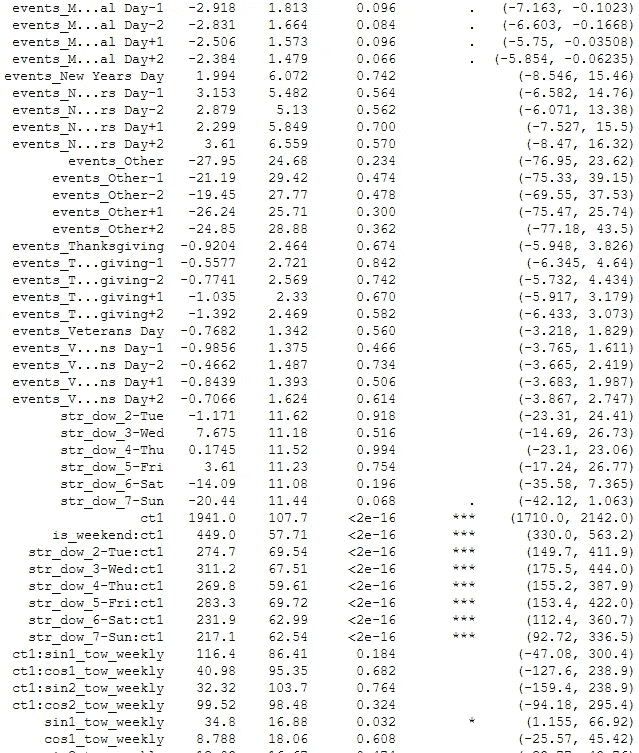 events_M...al Day-1 -2.918 1.813 0.096 . (-7.163, -0.1023)
events_M...al Day-2 -2.831 1.664 0.084 . (-6.603, -0.1668)
events_M...al Day+1 -2.506 1.573 0.096 . (-5.75, -0.03508)
events_M...al Day+2 -2.384 1.479 0.066 . (-5.854, -0.06235)
events_New Years Day 1.994 6.072 0.742 (-8.546, 15.46)
events_N...rs Day-1 3.153 5.482 0.564 (-6.582, 14.76)
events_N...rs Day-2 2.879 5.13 0.562 (-6.071, 13.38)
events_N...rs Day+1 2.299 5.849 0.700 (-7.527, 15.5)
events_N...rs Day+2 3.61 6.559 0.570 (-8.47, 16.32)
events_Other -27.95 24.68 0.234 (-76.95, 23.62)
events_Other-1 -21.19 29.42 0.474 (-75.33, 39.15)
events_Other-2 -19.45 27.77 0.478 (-69.55, 37.53)
events_Other+1 -26.24 25.71 0.300 (-75.47, 25.74)
events_Other+2 -24.85 28.88 0.362 (-77.18, 43.5)
events_Thanksgiving -0.9204 2.464 0.674 (-5.948, 3.826)
events_T...giving-1 -0.5577 2.721 0.842 (-6.345, 4.64)
events_T...giving-2 -0.7741 2.569 0.742 (-5.732, 4.434)
events_T...giving+1 -1.035 2.33 0.670 (-5.917, 3.179)
events_T...giving+2 -1.392 2.469 0.582 (-6.433, 3.073)
events_Veterans Day -0.7682 1.342 0.560 (-3.218, 1.829)
events_V...ns Day-1 -0.9856 1.375 0.466 (-3.765, 1.611)
events_V...ns Day-2 -0.4662 1.487 0.734 (-3.665, 2.419)
events_V...ns Day+1 -0.8439 1.393 0.506 (-3.683, 1.987)
events_V...ns Day+2 -0.7066 1.624 0.614 (-3.867, 2.747)
str_dow_2-Tue -1.171 11.62 0.918 (-23.31, 24.41)
str_dow_3-Wed 7.675 11.18 0.516 (-14.69, 26.73)
str_dow_4-Thu 0.1745 11.52 0.994 (-23.1, 23.06)
str_dow_5-Fri 3.61 11.23 0.754 (-17.24, 26.77)
str_dow_6-Sat -14.09 11.08 0.196 (-35.58, 7.365)
str_dow_7-Sun -20.44 11.44 0.068 . (-42.12, 1.063)
ct1 1941.0 107.7 <2e-16 *** (1710.0, 2142.0)
is_weekend:ct1 449.0 57.71 <2e-16 *** (330.0, 563.2)
str_dow_2-Tue:ct1 274.7 69.54 <2e-16 *** (149.7, 411.9)
str_dow_3-Wed:ct1 311.2 67.51 <2e-16 *** (175.5, 444.0)
str_dow_4-Thu:ct1 269.8 59.61 <2e-16 *** (155.2, 387.9)
str_dow_5-Fri:ct1 283.3 69.72 <2e-16 *** (153.4, 422.0)
str_dow_6-Sat:ct1 231.9 62.99 <2e-16 *** (112.4, 360.7)
str_dow_7-Sun:ct1 217.1 62.54 <2e-16 *** (92.72, 336.5)
ct1:sin1_tow_weekly 116.4 86.41 0.184 (-47.08, 300.4)
ct1:cos1_tow_weekly 40.98 95.35 0.682 (-127.6, 238.9)
ct1:sin2_tow_weekly 32.32 103.7 0.764 (-159.4, 238.9)
ct1:cos2_tow_weekly 99.52 98.48 0.324 (-94.18, 295.4)
sin1_tow_weekly 34.8 16.88 0.032 * (1.155, 66.92)
cos1_tow_weekly 8.788 18.06 0.608 (-25.57, 45.42)